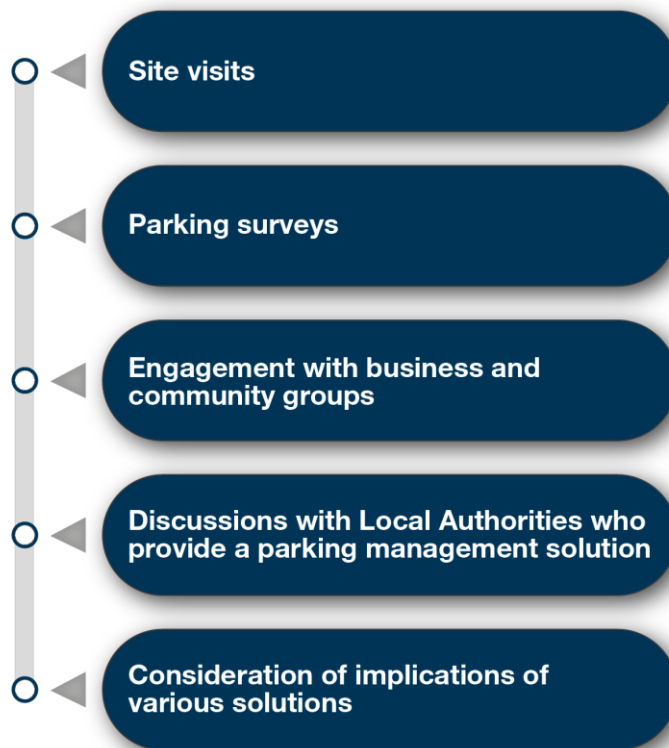 Site visits
Parking surveys
Engagement with business and
community groups
Discussions with Local Authorities who
provide a parking management solution
Consideration of implications of
various solutions